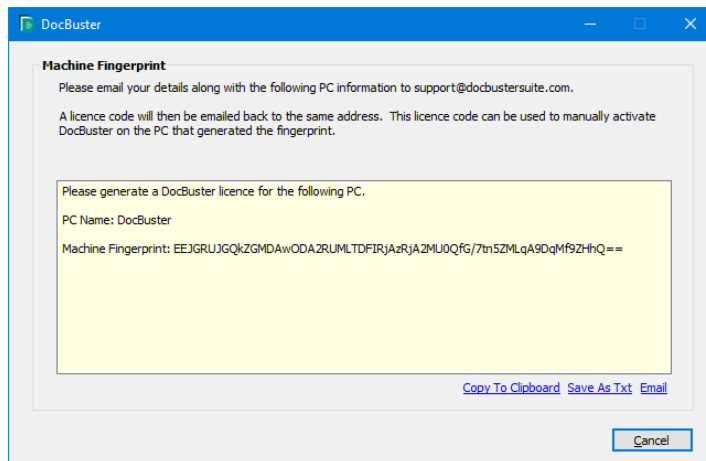 DocBuster
Machine Fingerprint
Please email your details along with the following PC information to support@docbustersuite.com.
A licence code will then be emailed back to the same address. This licence code can be used to manually activate
DocBuster on the PC that generated the fingerprint.
Please generate a DocBuster licence for the following PC.
PC Name: DocBuster
Machine Fingerprint: EEJGRUJGQkZGMDAwODA2RUMLTDFIRjAzRjA2MU0QfG/7tn5ZMLqA9DqMf9ZHhQ==
Copy To Clipboard Save As Txt Email
Cancel